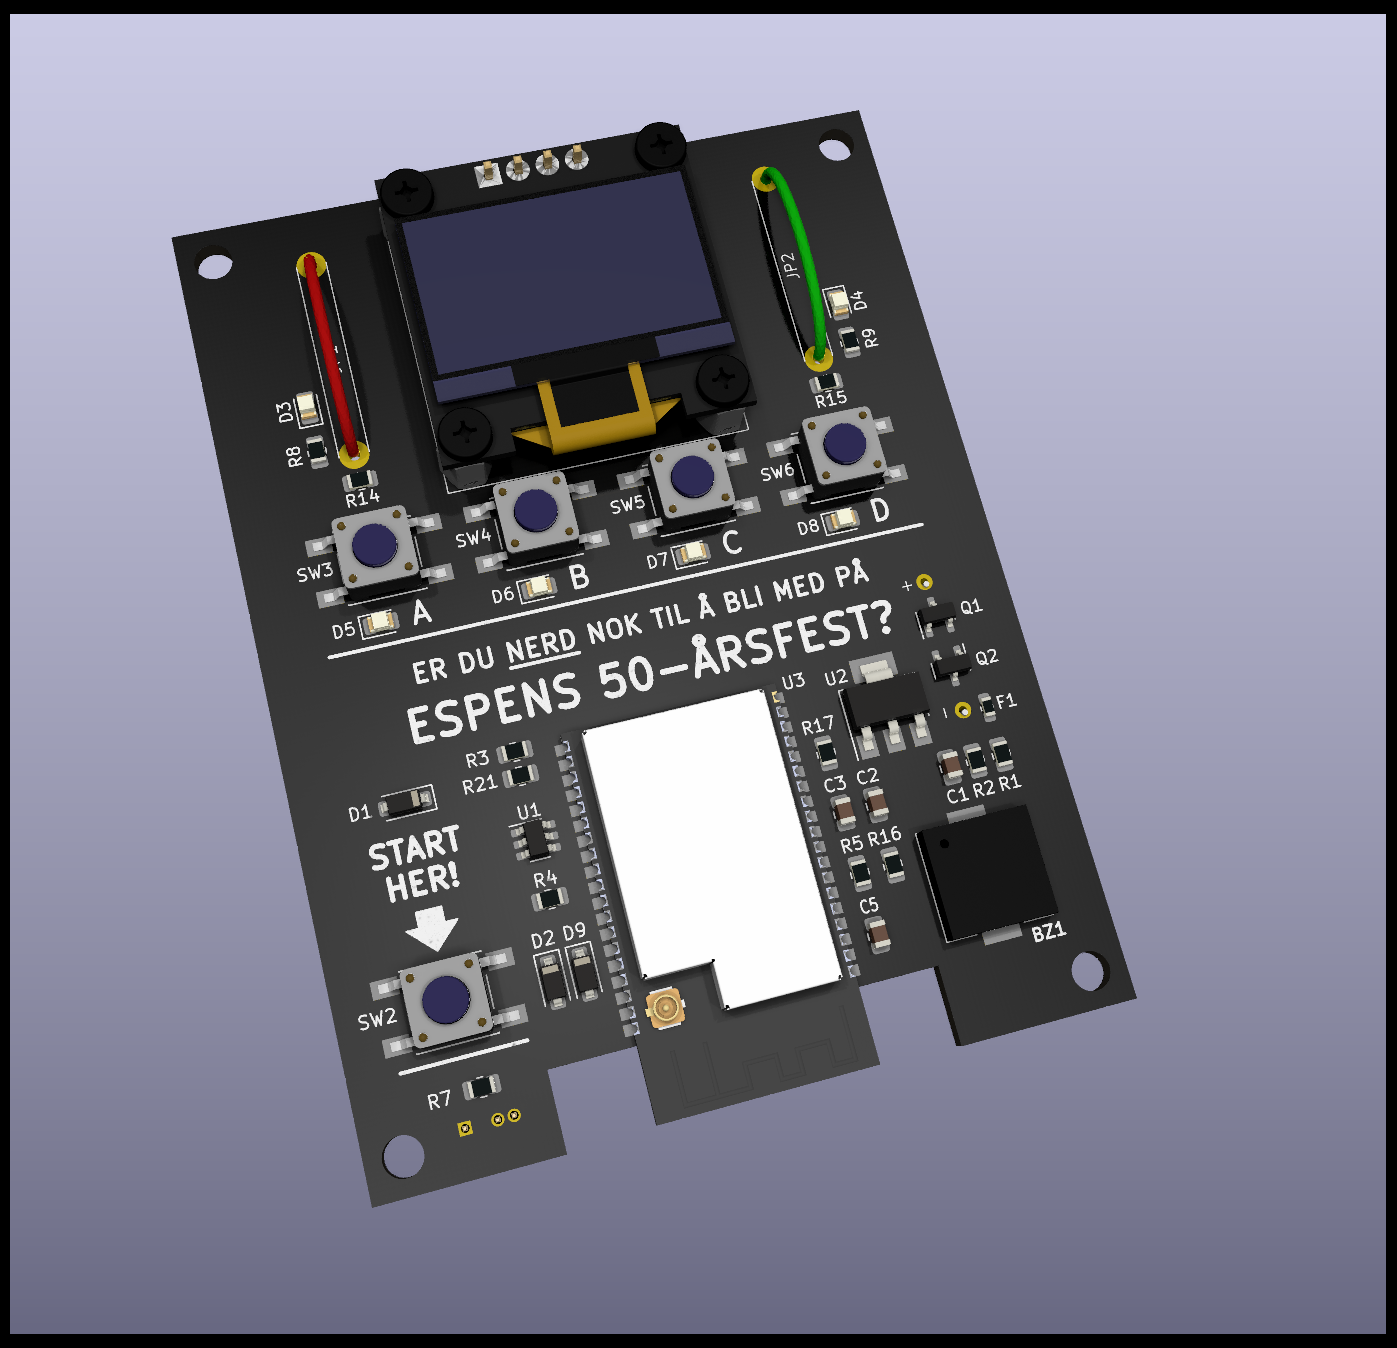 JP2
D4
R9
D3
R8
R15
R14
SW6
SW5
SW4
SW3
D8
D
D7
C
D6
B
D5
A
ER DU NERD NOK TIL Å BLI MED PÅ
ESPENS 50-ÅRSFEST?
+
Q1
Q2
U3
U2
-
F1
R17
R3
R21
C3
C2
C1
R2
R1
D1
U1
START
HER!
R5
R16
R4
C5
D2
D9
BZ1
SW2
R7